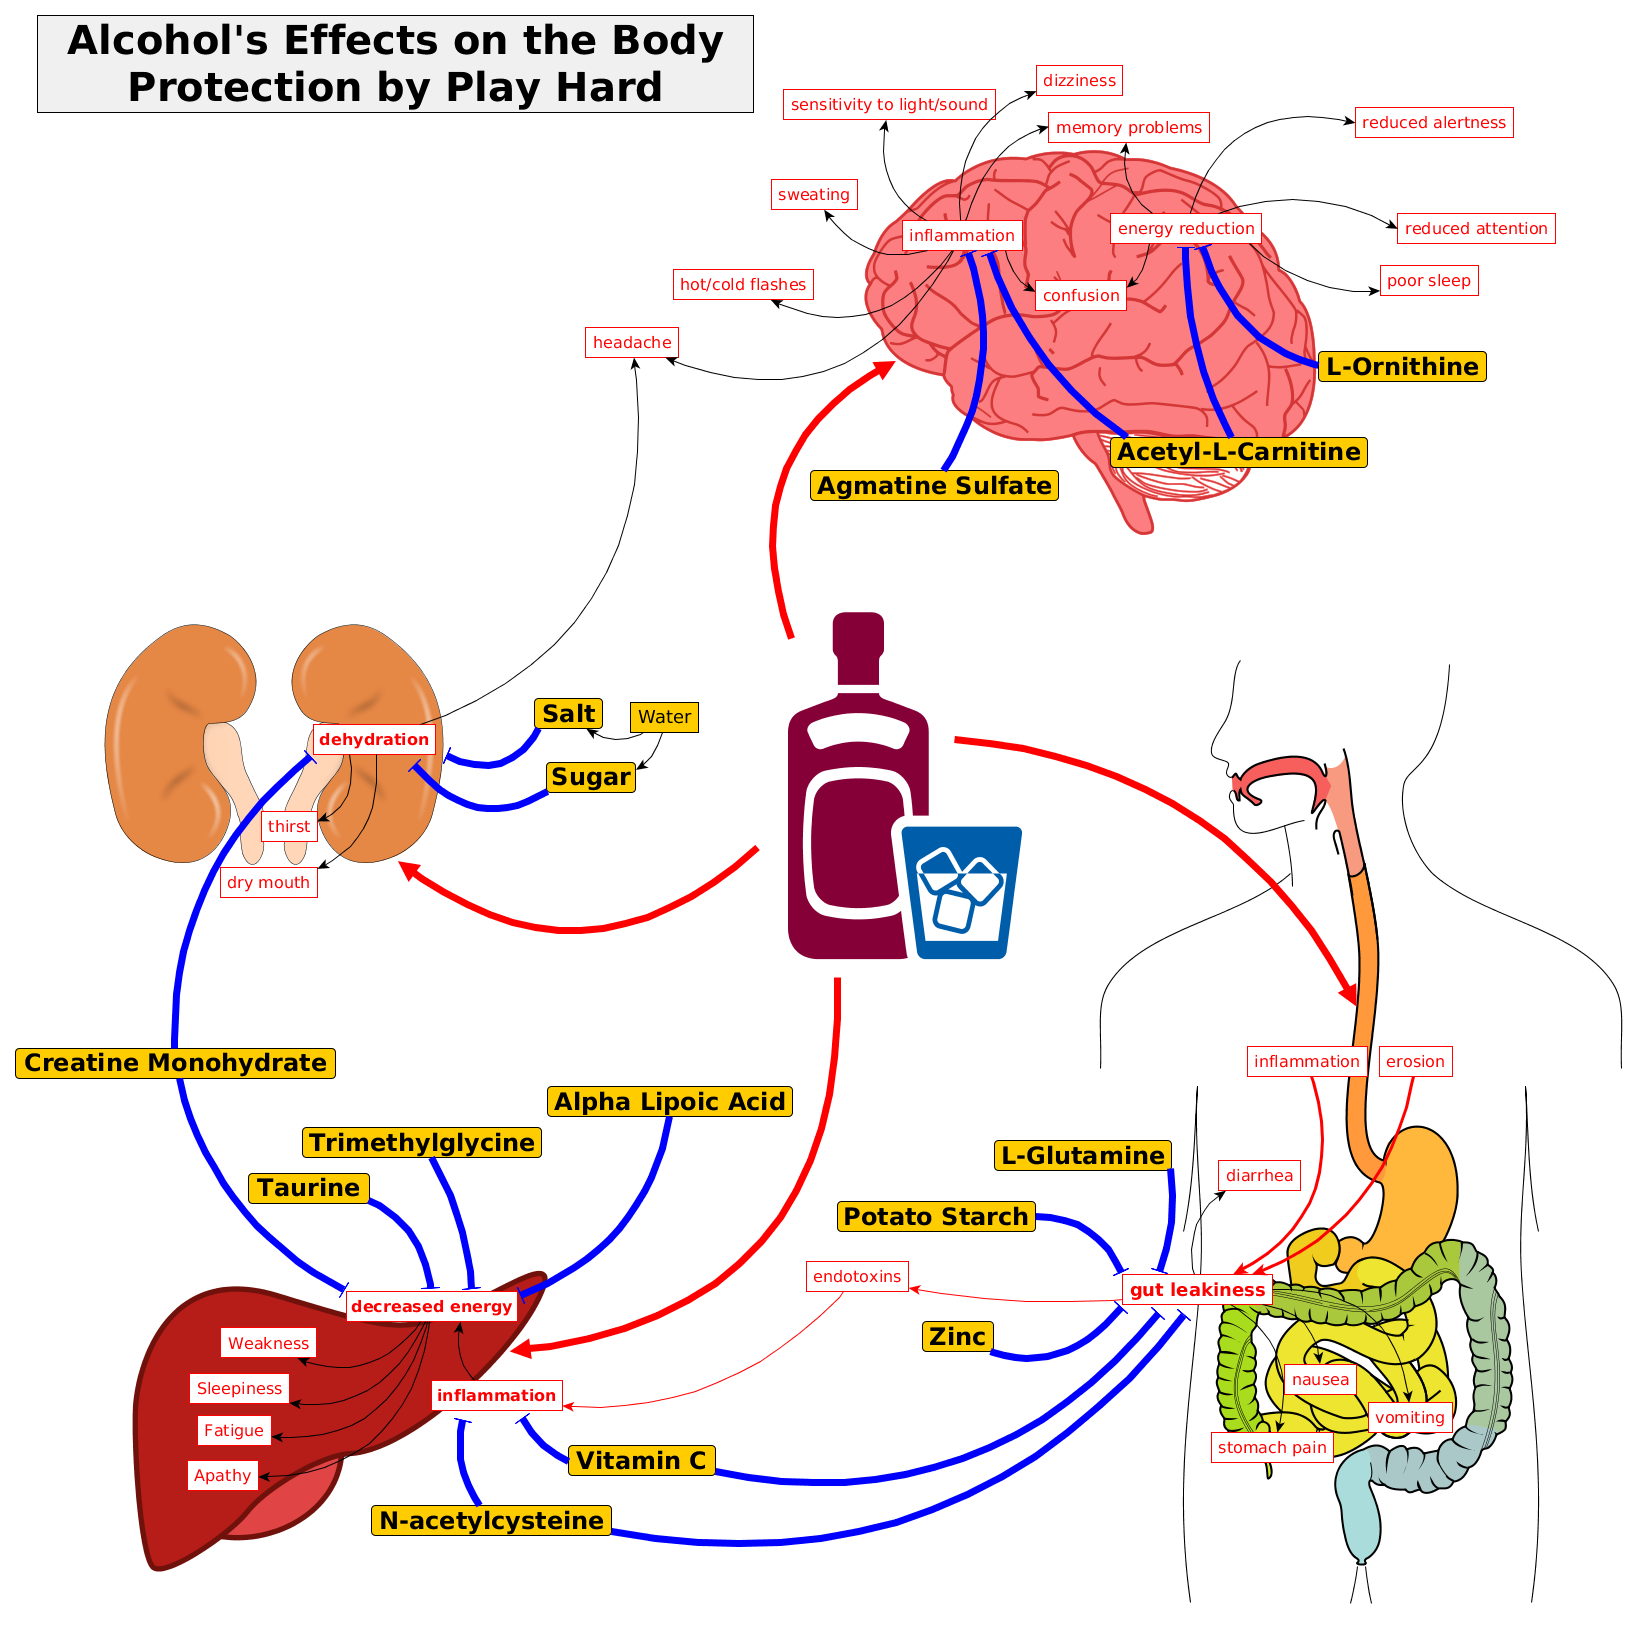 Alcohol's Effects on the Body
Protection by Play Hard
dizziness
sensitivity to light/sound
memory problems
reduced alertness
sweating
inflammation
energy reduction
reduced attention
hot/cold flashes
confusion
poor sleep
headache
L-Ornithine
Acetyl-L-Carnitine
Agmatine Sulfate
Salt
Water
dehydration
Sugar
thirst
dry mouth
Creatine Monohydrate
inflammation
erosion
Alpha Lipoic Acid
Trimethylglycine
L-Glutamine
Taurine
diarrhea
Potato Starch
endotoxins
gut leakiness
decreased energy
Zinc
Weakness
Sleepiness
inflammation
nausea
Fatigue
vomiting
stomach pain
Vitamin C
Apathy
N-acetylcysteine